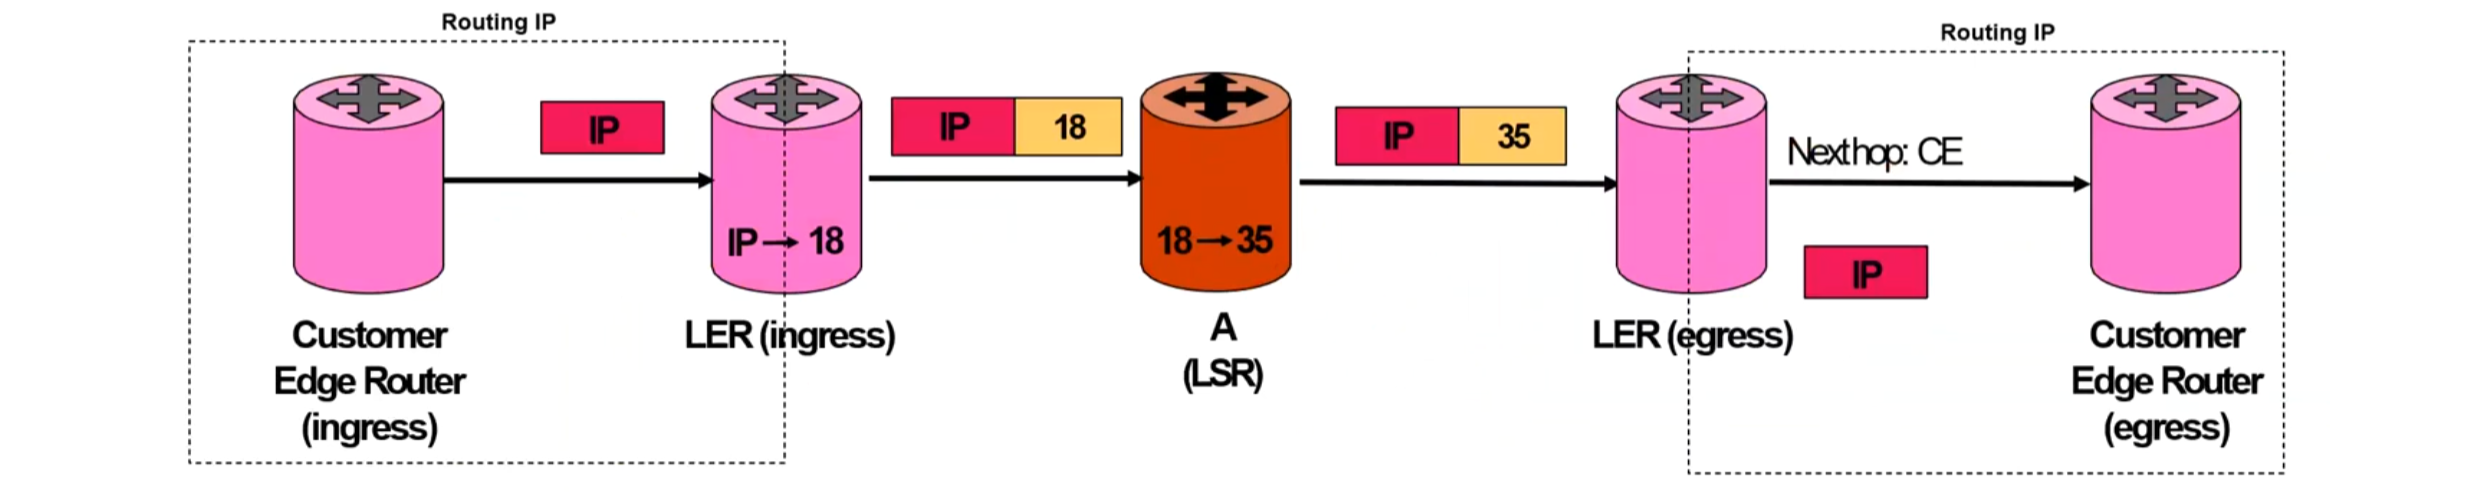 Routing IP
Routing IP
IP
IP 18
IP 35
Nexthop: CE
IP → 18
18 → 35
IP
Customer
Edge Router
(ingress)
LER (ingress)
A
(LSR)
LER (egress)
Customer
Edge Router
(egress)